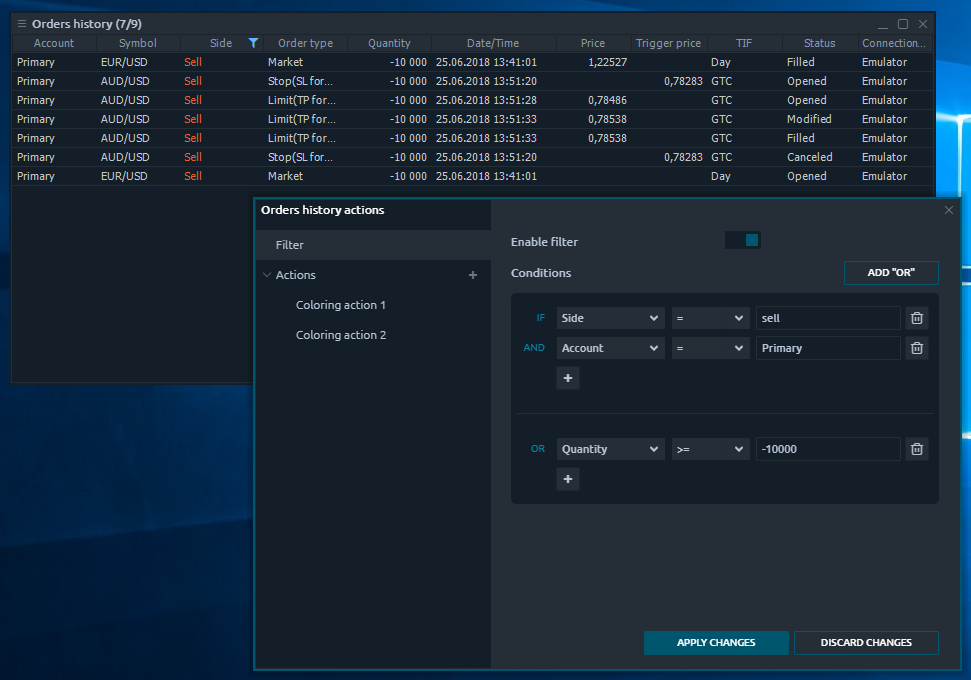 Orders history (7/9)
Account Symbol Side Order type Quantity Date/Time Price Trigger price TIF Status Connection...
Primary EUR/USD Sell Market -10 000 25.06.2018 13:41:01 1,22527 Day Filled Emulator
Primary AUD/USD Sell Stop(SL for... -10 000 25.06.2018 13:51:20 0,78283 GTC Opened Emulator
Primary AUD/USD Sell Limit(TP for... -10 000 25.06.2018 13:51:28 0,78486 GTC Opened Emulator
Primary AUD/USD Sell Limit(TP for... -10 000 25.06.2018 13:51:33 0,78538 GTC Modified Emulator
Primary AUD/USD Sell Limit(TP for... -10 000 25.06.2018 13:51:33 0,78538 GTC Filled Emulator
Primary AUD/USD Sell Stop(SL for... -10 000 25.06.2018 13:51:20 0,78283 GTC Canceled Emulator
Primary EUR/USD Sell Market -10 000 25.06.2018 13:41:01 Day Opened Emulator
Orders history actions
Filter
Actions +
Coloring action 1
Coloring action 2
Enable filter
Conditions ADD "OR"
IF Side = sell
AND Account = Primary
+
OR Quantity >= -10000
+
APPLY CHANGES DISCARD CHANGES